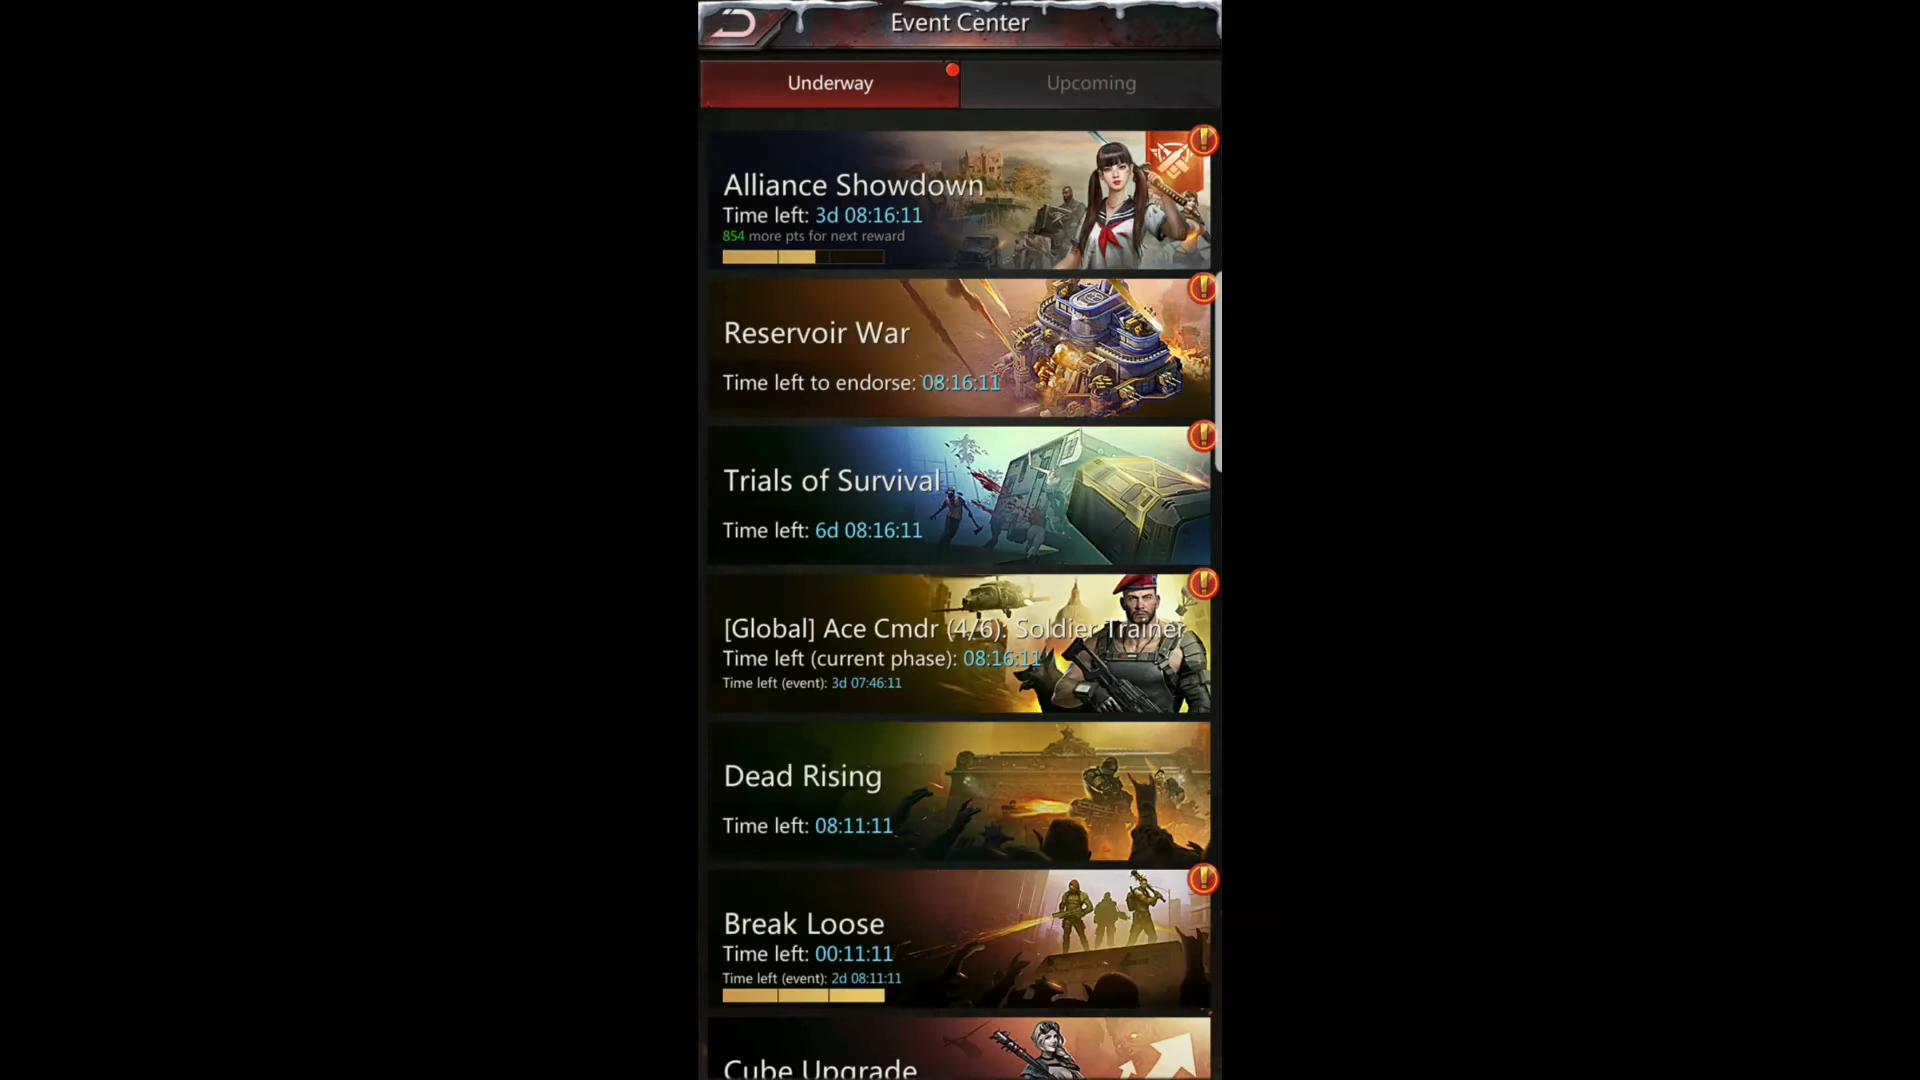 Event Center
Underway
Upcoming
Alliance Showdown
Time left: 3d 08:16:11
854 more pts for next reward
Reservoir War
Time left to endorse: 08:16:11
Trials of Survival
Time left: 6d 08:16:11
[Global] Ace Cmdr (4/6): Soldier Trainer
Time left (current phase): 08:16:11
Time left (event): 3d 07:46:11
Dead Rising
Time left: 08:11:11
Break Loose
Time left: 00:11:11
Time left (event): 2d 08:11:11
Cube Upgrade